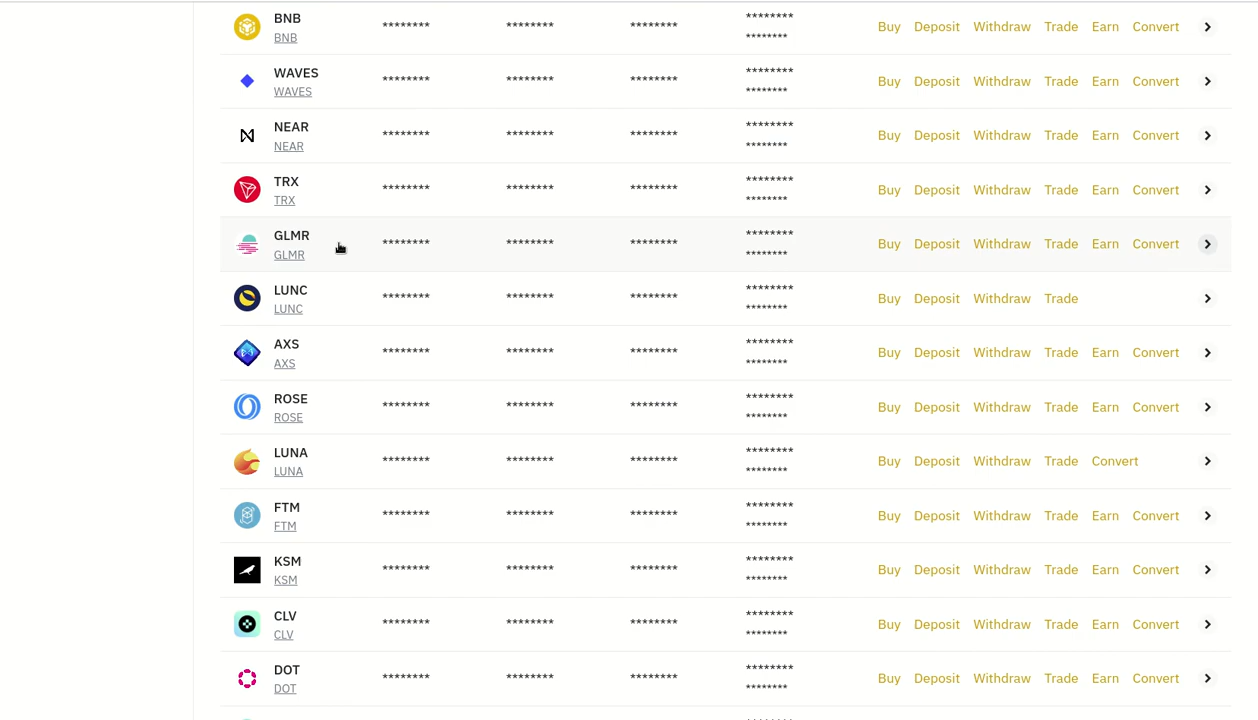 BNB ******** ******** ******** ******** Buy Deposit Withdraw Trade Earn Convert
BNB ********
WAVES ******** ******** ******** ******** Buy Deposit Withdraw Trade Earn Convert
WAVES ********
NEAR ******** ******** ******** ******** Buy Deposit Withdraw Trade Earn Convert
NEAR ********
TRX ******** ******** ******** ******** Buy Deposit Withdraw Trade Earn Convert
TRX ********
GLMR ******** ******** ******** ******** Buy Deposit Withdraw Trade Earn Convert
GLMR ********
LUNC ******** ******** ******** ******** Buy Deposit Withdraw Trade
LUNC ********
AXS ******** ******** ******** ******** Buy Deposit Withdraw Trade Earn Convert
AXS ********
ROSE ******** ******** ******** ******** Buy Deposit Withdraw Trade Earn Convert
ROSE ********
LUNA ******** ******** ******** ******** Buy Deposit Withdraw Trade Convert
LUNA ********
FTM ******** ******** ******** ******** Buy Deposit Withdraw Trade Earn Convert
FTM ********
KSM ******** ******** ******** ******** Buy Deposit Withdraw Trade Earn Convert
KSM ********
CLV ******** ******** ******** ******** Buy Deposit Withdraw Trade Earn Convert
CLV ********
DOT ******** ******** ******** ******** Buy Deposit Withdraw Trade Earn Convert
DOT ********